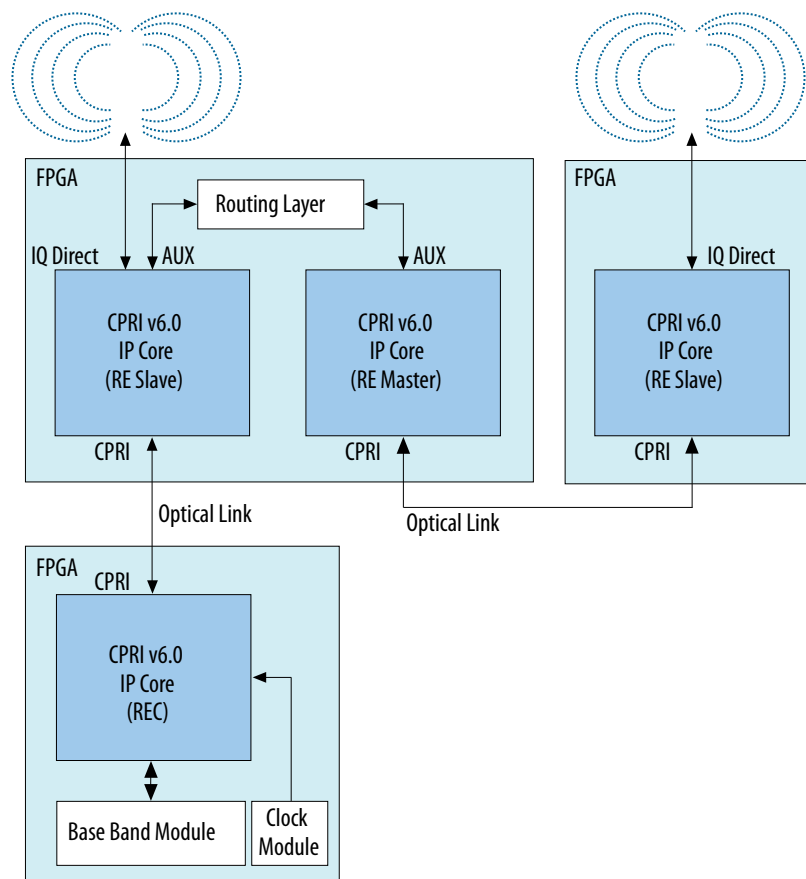 FPGA
Routing Layer
IQ Direct
AUX
AUX
CPRI v6.0
IP Core
(RE Slave)
CPRI
CPRI v6.0
IP Core
(RE Master)
CPRI
FPGA
IQ Direct
CPRI v6.0
IP Core
(RE Slave)
CPRI
Optical Link
Optical Link
FPGA
CPRI
CPRI v6.0
IP Core
(REC)
Base Band Module
Clock
Module